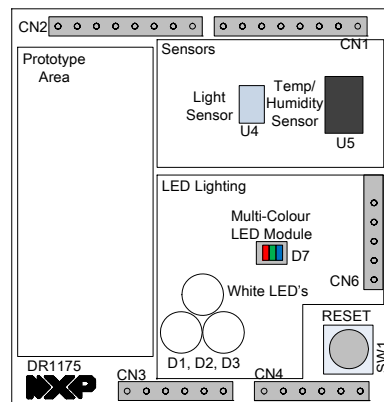 CN2
CN1
Prototype
Area
Sensors
Light
Sensor
U4
Temp/
Humidity
Sensor
U5
LED Lighting
Multi-Colour
LED Module
D7
CN6
White LED's
D1, D2, D3
RESET
SW1
DR1175
NXP
CN3
CN4